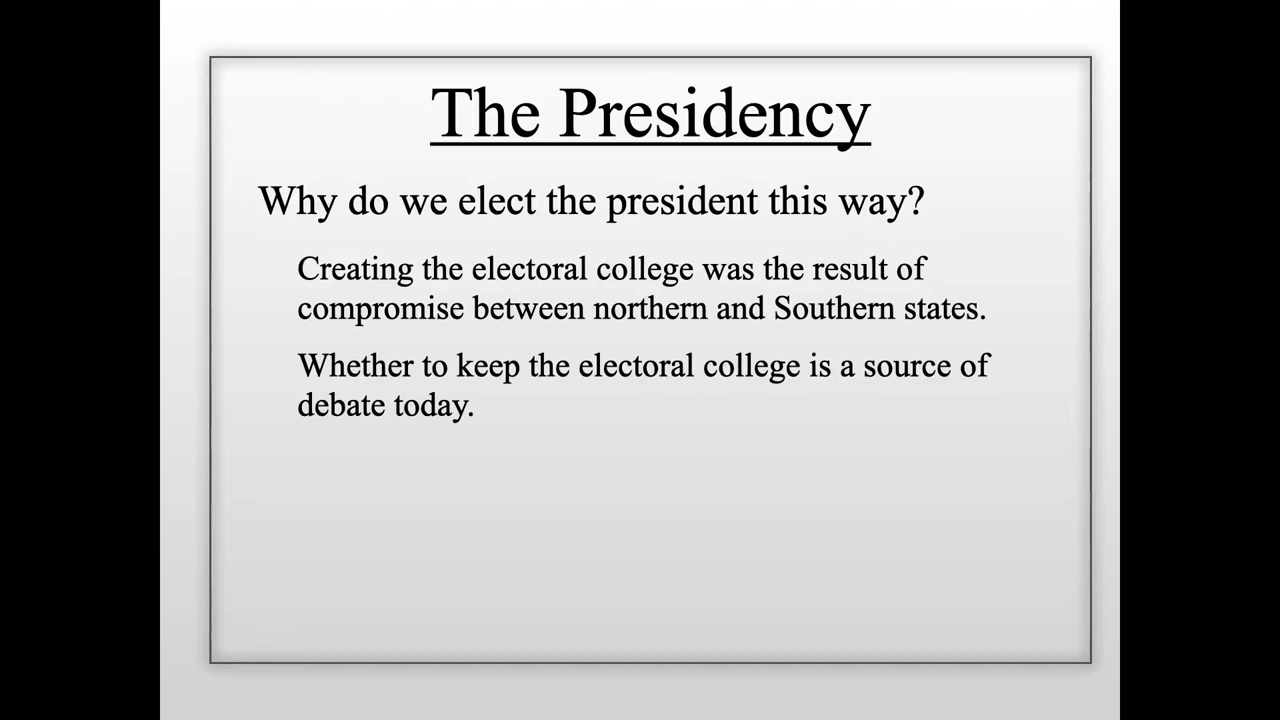 The Presidency
Why do we elect the president this way?
Creating the electoral college was the result of
compromise between northern and Southern states.
Whether to keep the electoral college is a source of
debate today.